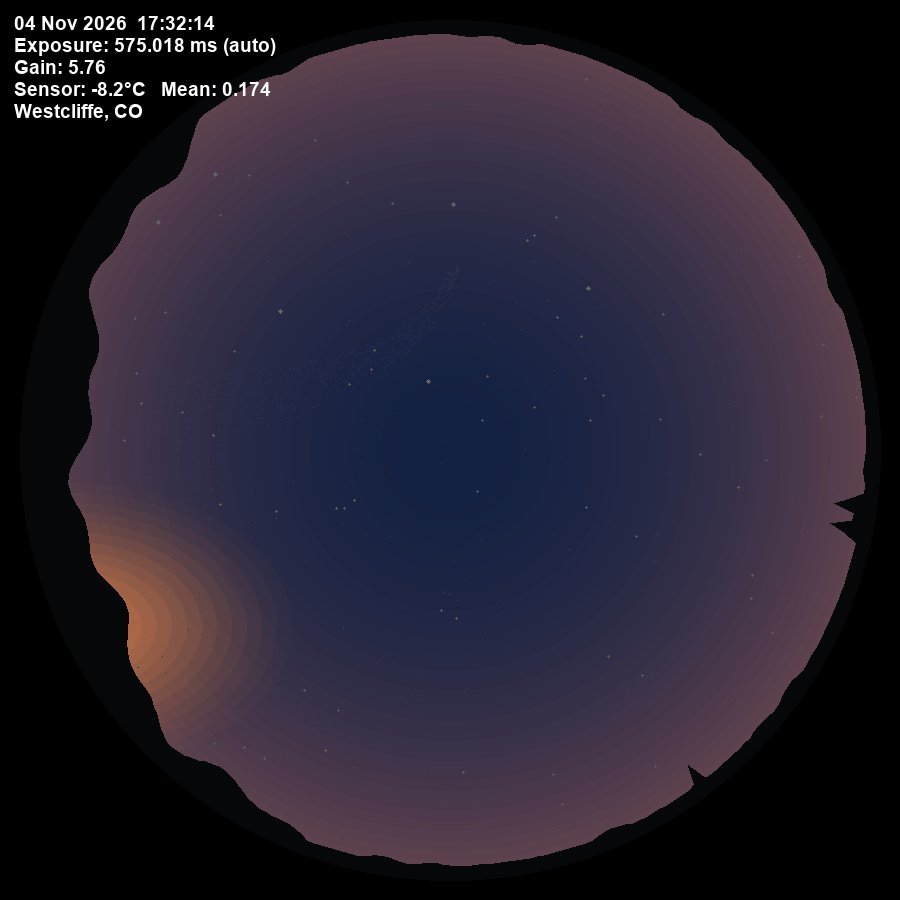 04 Nov 2026  17:32:14
Exposure: 575.018 ms (auto)
Gain: 5.76
Sensor: -8.2°C   Mean: 0.174
Westcliffe, CO